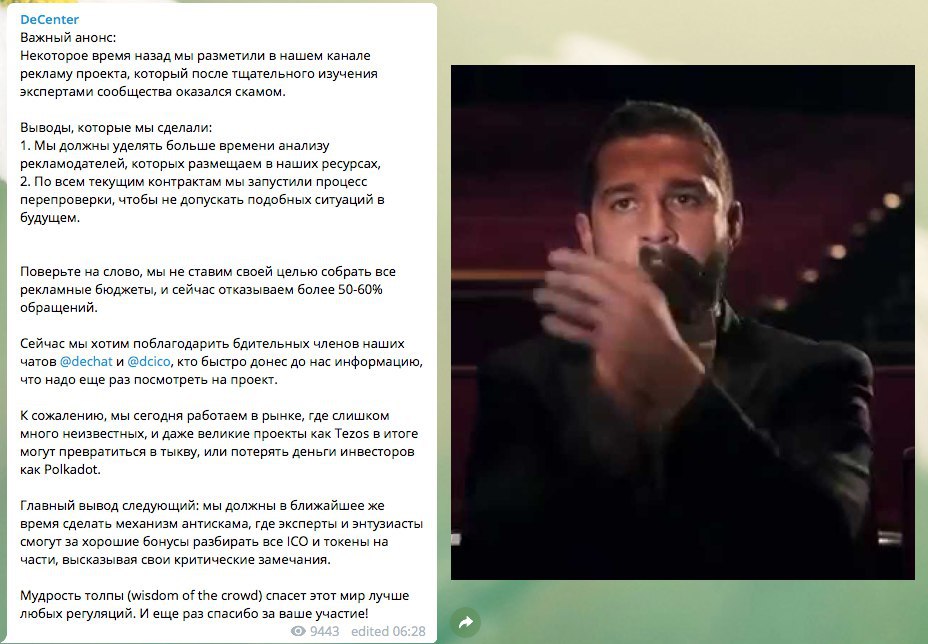 DeCenter
Важный анонс:
Некоторое время назад мы разметили в нашем канале
рекламу проекта, который после тщательного изучения
экспертами сообщества оказался скамом.
Выводы, которые мы сделали:
1. Мы должны уделять больше времени анализу
рекламодателей, которых размещаем в наших ресурсах,
2. По всем текущим контрактам мы запустили процесс
перепроверки, чтобы не допускать подобных ситуаций в
будущем.
Поверьте на слово, мы не ставим своей целью собрать все
рекламные бюджеты, и сейчас отказываем более 50-60%
обращений.
Сейчас мы хотим поблагодарить бдительных членов наших
чатов @dechat и @dcico, кто быстро донес до нас информацию,
что надо еще раз посмотреть на проект.
К сожалению, мы сегодня работаем в рынке, где слишком
много неизвестных, и даже великие проекты как Tezos в итоге
могут превратиться в тыкву, или потерять деньги инвесторов
как Polkadot.
Главный вывод следующий: мы должны в ближайшее же
время сделать механизм антискама, где эксперты и энтузиасты
смогут за хорошие бонусы разбирать все ICO и токены на
части, высказывая свои критические замечания.
Мудрость толпы (wisdom of the crowd) спасет этот мир лучше
любых регуляций. И еще раз спасибо за ваше участие!
9443 edited 06:28